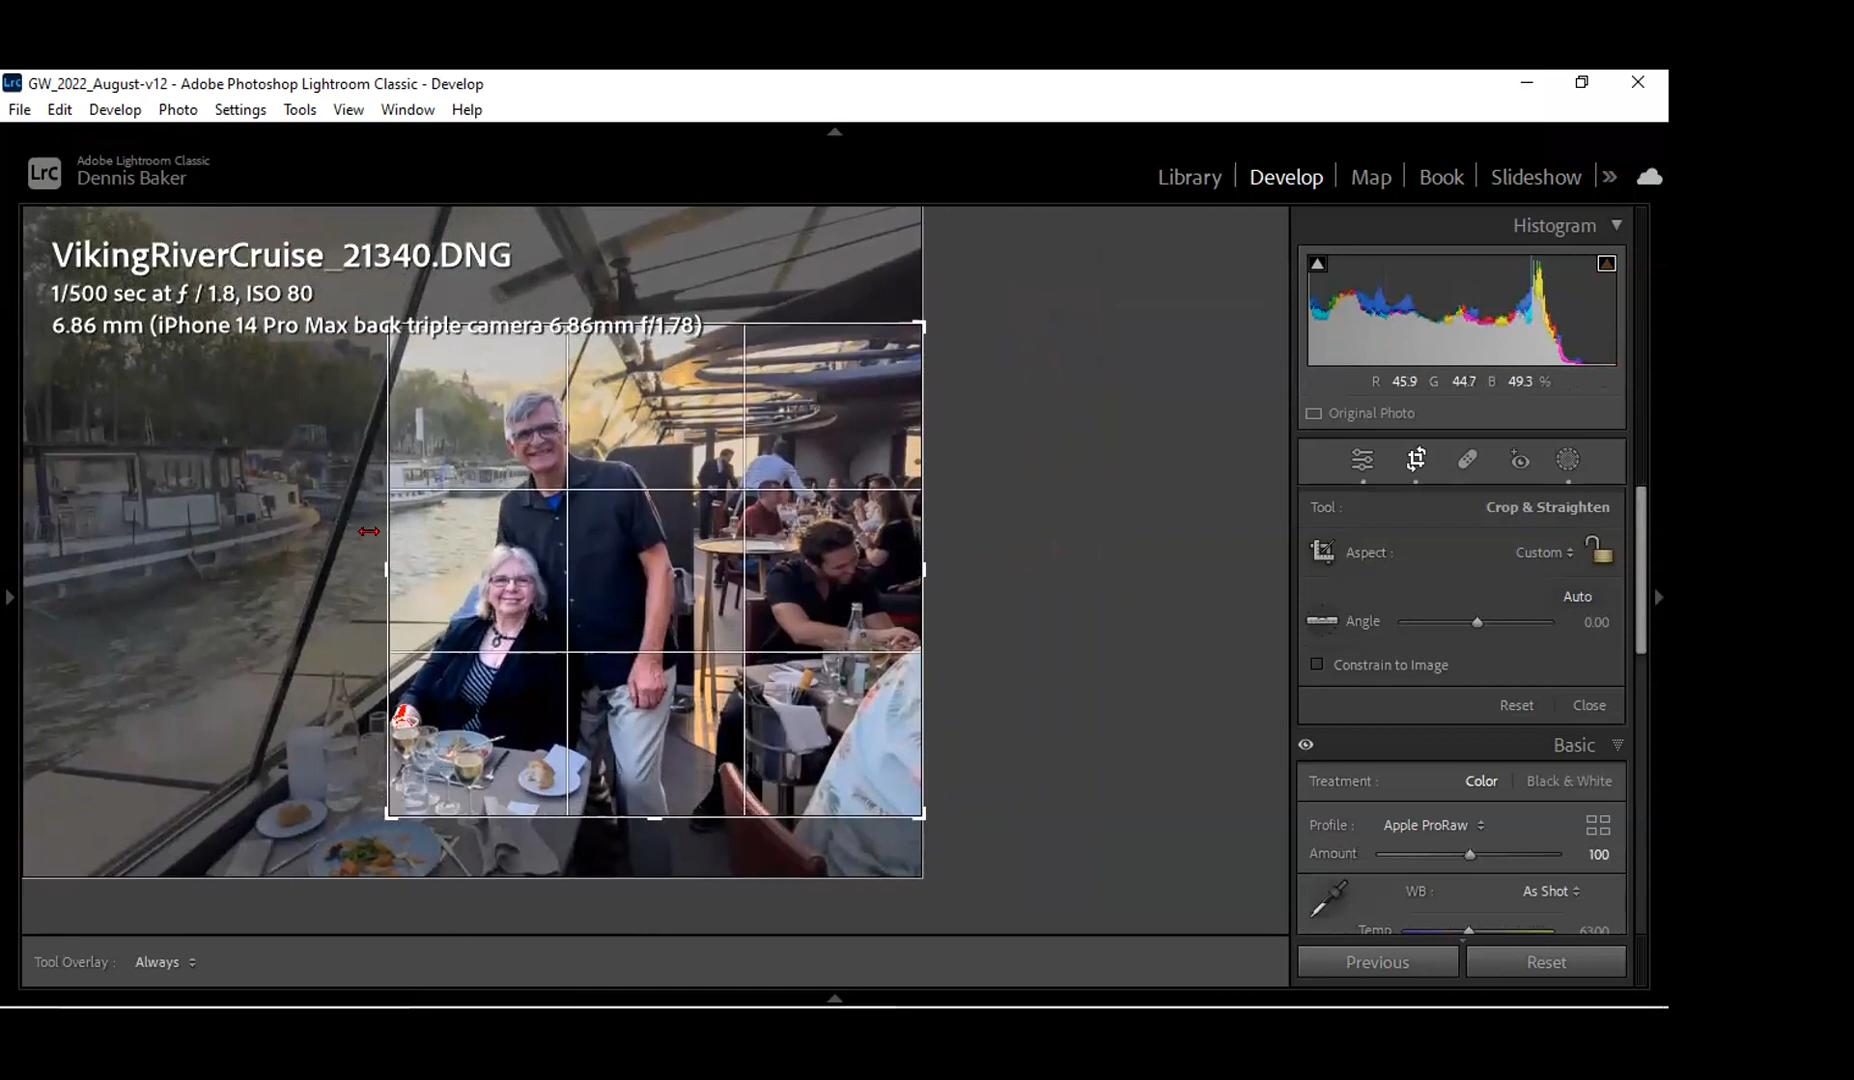 GW_2022_August-v12 - Adobe Photoshop Lightroom Classic - Develop
File Edit Develop Photo Settings Tools View Window Help
Lrc
Adobe Lightroom Classic
Dennis Baker
Library Develop Map Book Slideshow »
VikingRiverCruise_21340.DNG
1/500 sec at ƒ / 1.8, ISO 80
6.86 mm (iPhone 14 Pro Max back triple camera 6.86mm f/1.78)
Histogram
R 45.9 G 44.7 B 49.3 %
Original Photo
Tool : Crop & Straighten
Aspect : Custom
Auto
Angle 0.00
Constrain to Image
Reset Close
Basic
Treatment : Color Black & White
Profile : Apple ProRaw
Amount 100
WB : As Shot
Temp 6300
Tool Overlay : Always
Previous Reset